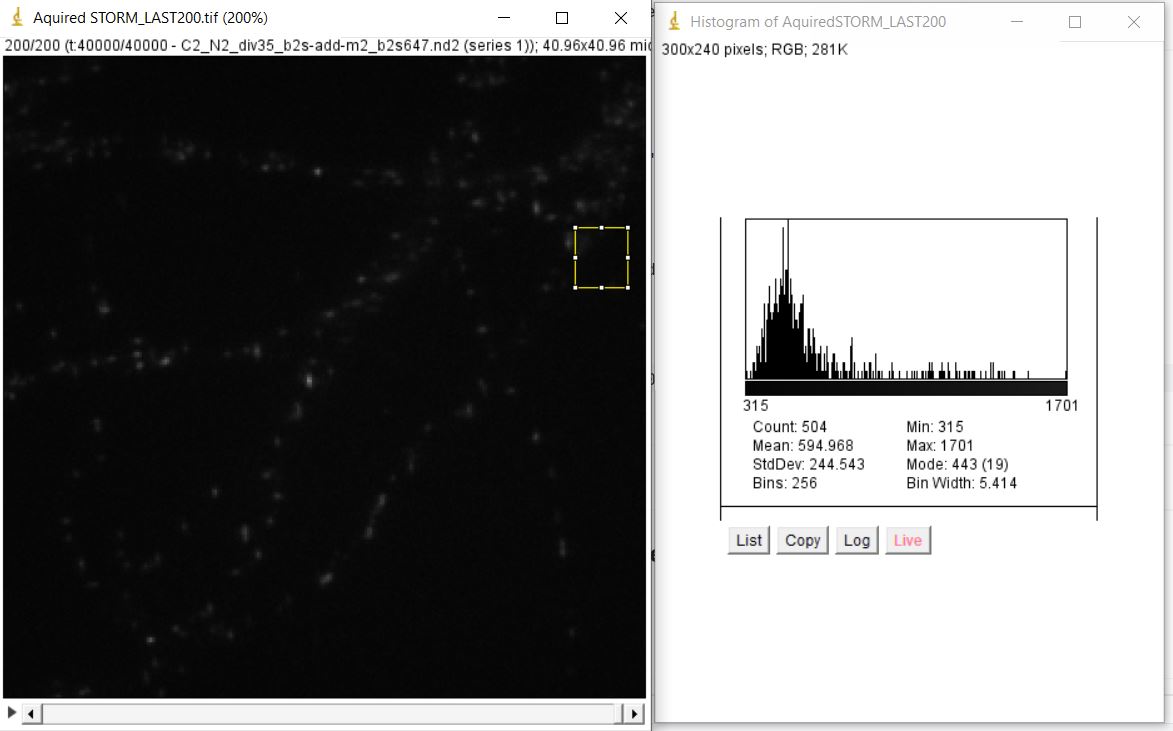 Aquired STORM_LAST200.tif (200%)
200/200 (t:40000/40000 - C2_N2_div35_b2s-add-m2_b2s647.nd2 (series 1)); 40.96x40.96 mic
Histogram of AquiredSTORM_LAST200
300x240 pixels; RGB; 281K
315 1701
Count: 504 Min: 315
Mean: 594.968 Max: 1701
StdDev: 244.543 Mode: 443 (19)
Bins: 256 Bin Width: 5.414
List Copy Log Live